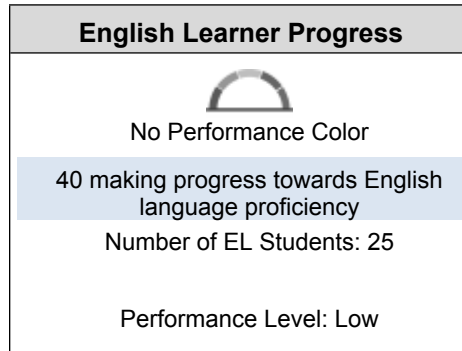 English Learner Progress
No Performance Color
40 making progress towards English
language proficiency
Number of EL Students: 25
Performance Level: Low